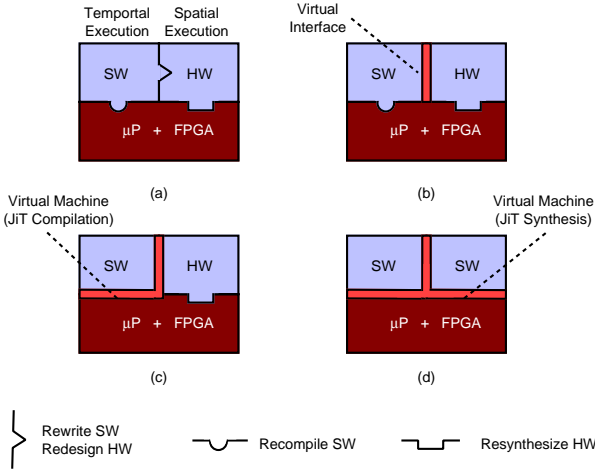 Temportal
Execution
Spatial
Execution
Virtual
Interface
SW
HW
SW
HW
μP + FPGA
μP + FPGA
(a)
(b)
Virtual Machine
(JiT Compilation)
Virtual Machine
(JiT Synthesis)
SW
HW
SW
SW
μP + FPGA
μP + FPGA
(c)
(d)
Rewrite SW
Redesign HW
Recompile SW
Resynthesize HW